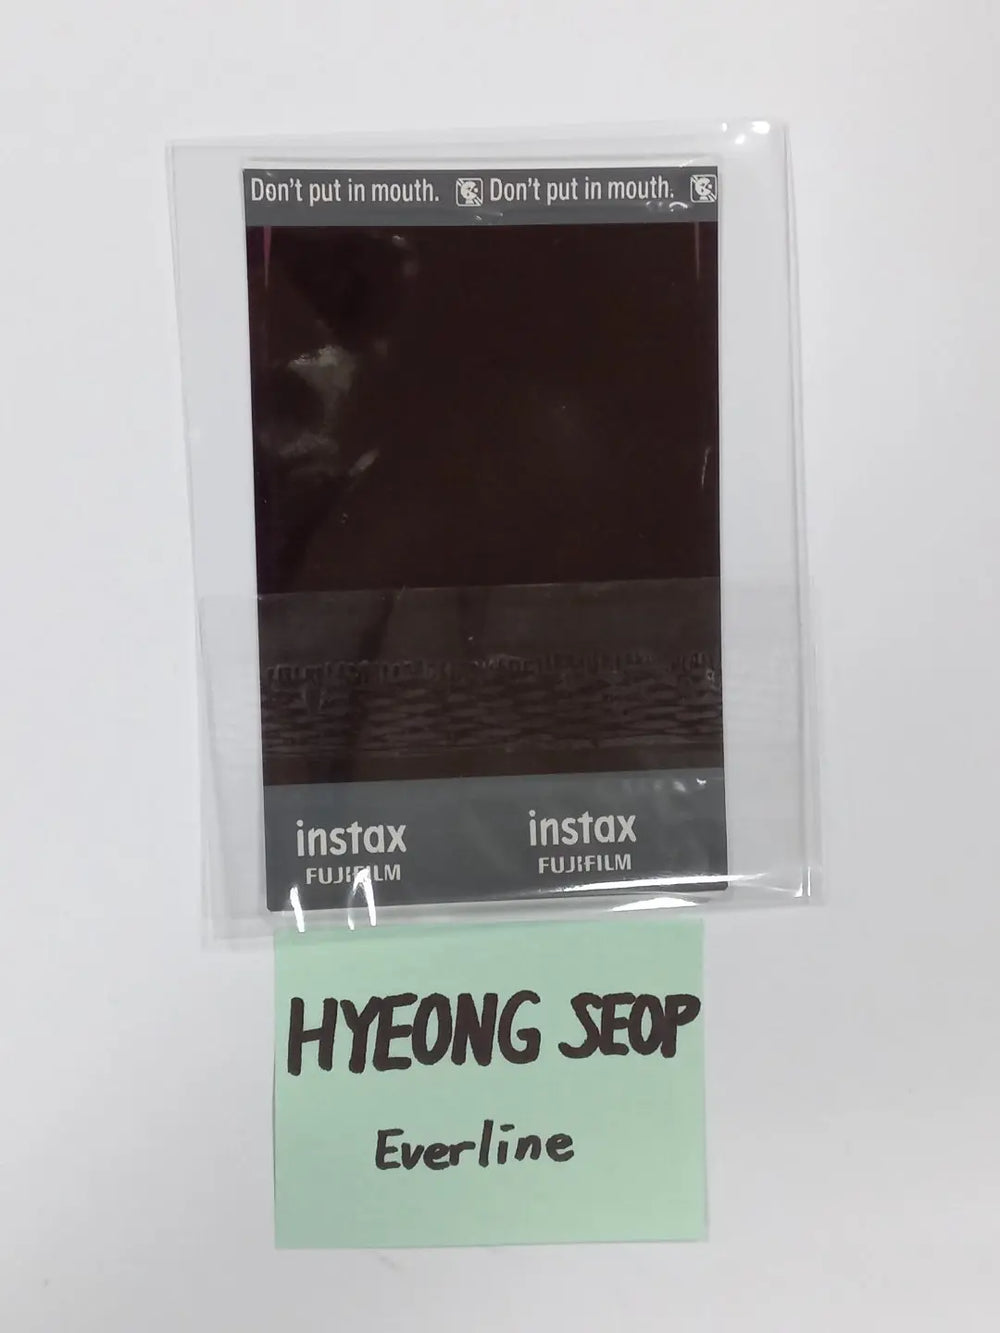 Don't put in mouth. Don't put in mouth.
instax instax
FUJIFILM FUJIFILM
HYEONG SEOP
Everline